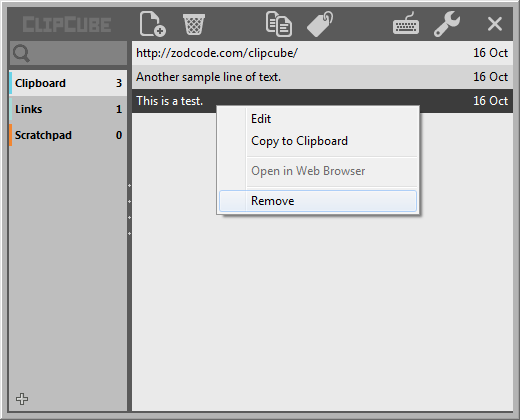 CLIPCUBE
http://zodcode.com/clipcube/ 16 Oct
Clipboard 3
Another sample line of text. 16 Oct
Links 1
This is a test. 16 Oct
Scratchpad 0
Edit
Copy to Clipboard
Open in Web Browser
Remove